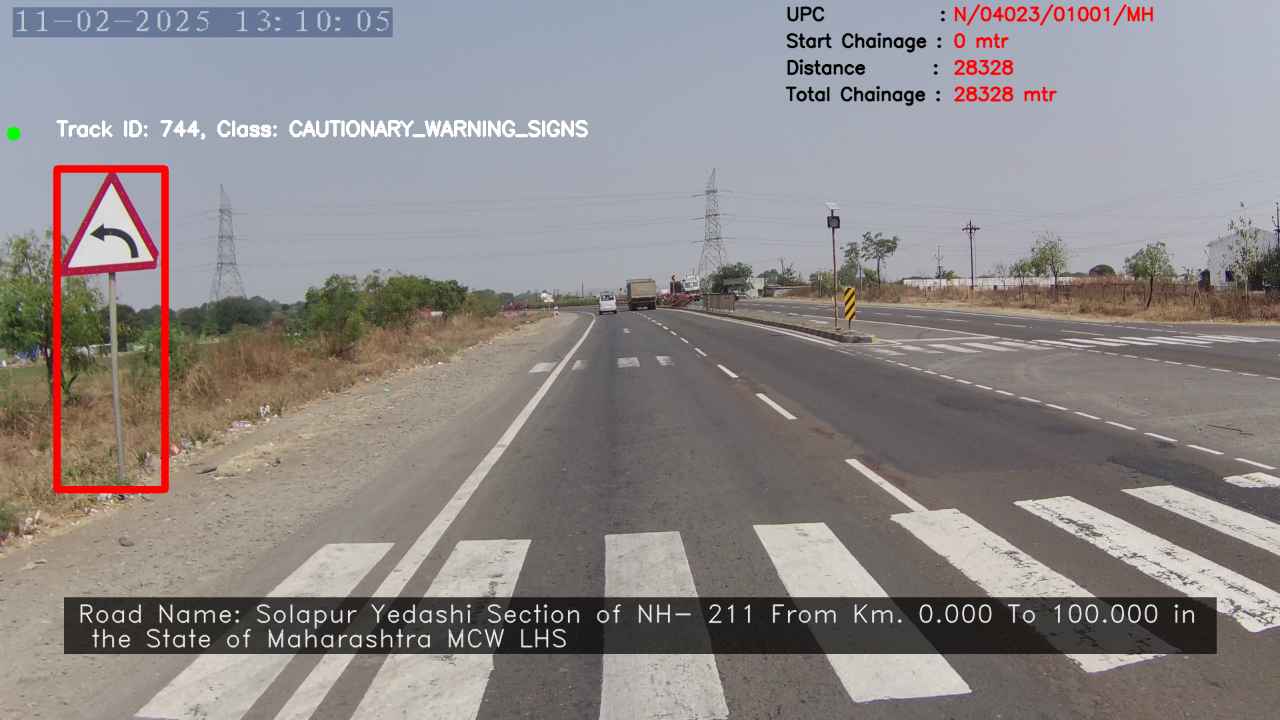 11-02-2025 13:10:05
UPC : N/04023/01001/MH
Start Chainage : 0 mtr
Distance : 28328
Total Chainage : 28328 mtr
Track ID: 744, Class: CAUTIONARY_WARNING_SIGNS
Road Name: Solapur Yedashi Section of NH- 211 From Km. 0.000 To 100.000 in
the State of Maharashtra MCW LHS